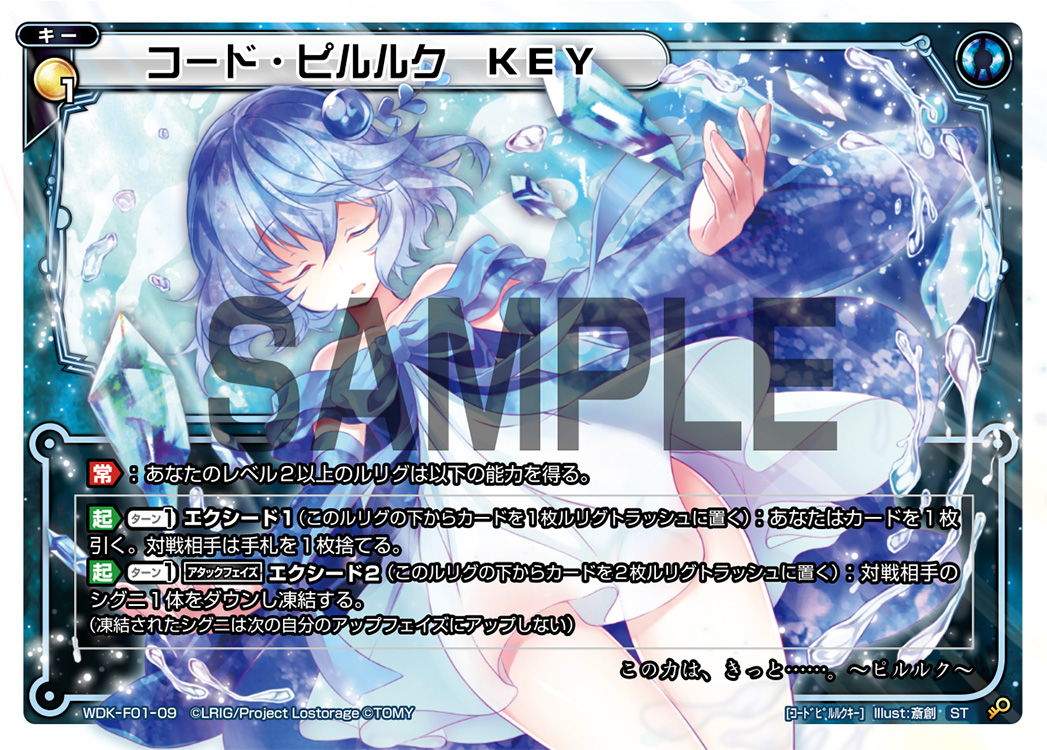 キー
コード・ピルルク　KEY
1
SAMPLE
常：あなたのレベル２以上のルリグは以下の能力を得る。
起 ターン1 エクシード1（このルリグの下からカードを１枚ルリグトラッシュに置く）：あなたはカードを１枚
引く。対戦相手は手札を１枚捨てる。
起 ターン1 アタックフェイズ エクシード2（このルリグの下からカードを２枚ルリグトラッシュに置く）：対戦相手の
シグニ１体をダウンし凍結する。
（凍結されたシグニは次の自分のアップフェイズにアップしない）
この力は、きっと……。～ピルルク～
WDK-F01-09 ©LRIG/Project Lostorage ©TOMY [ｺｰﾄﾞﾋﾟﾙﾙｸｷｰ] Illust:斎創 ST